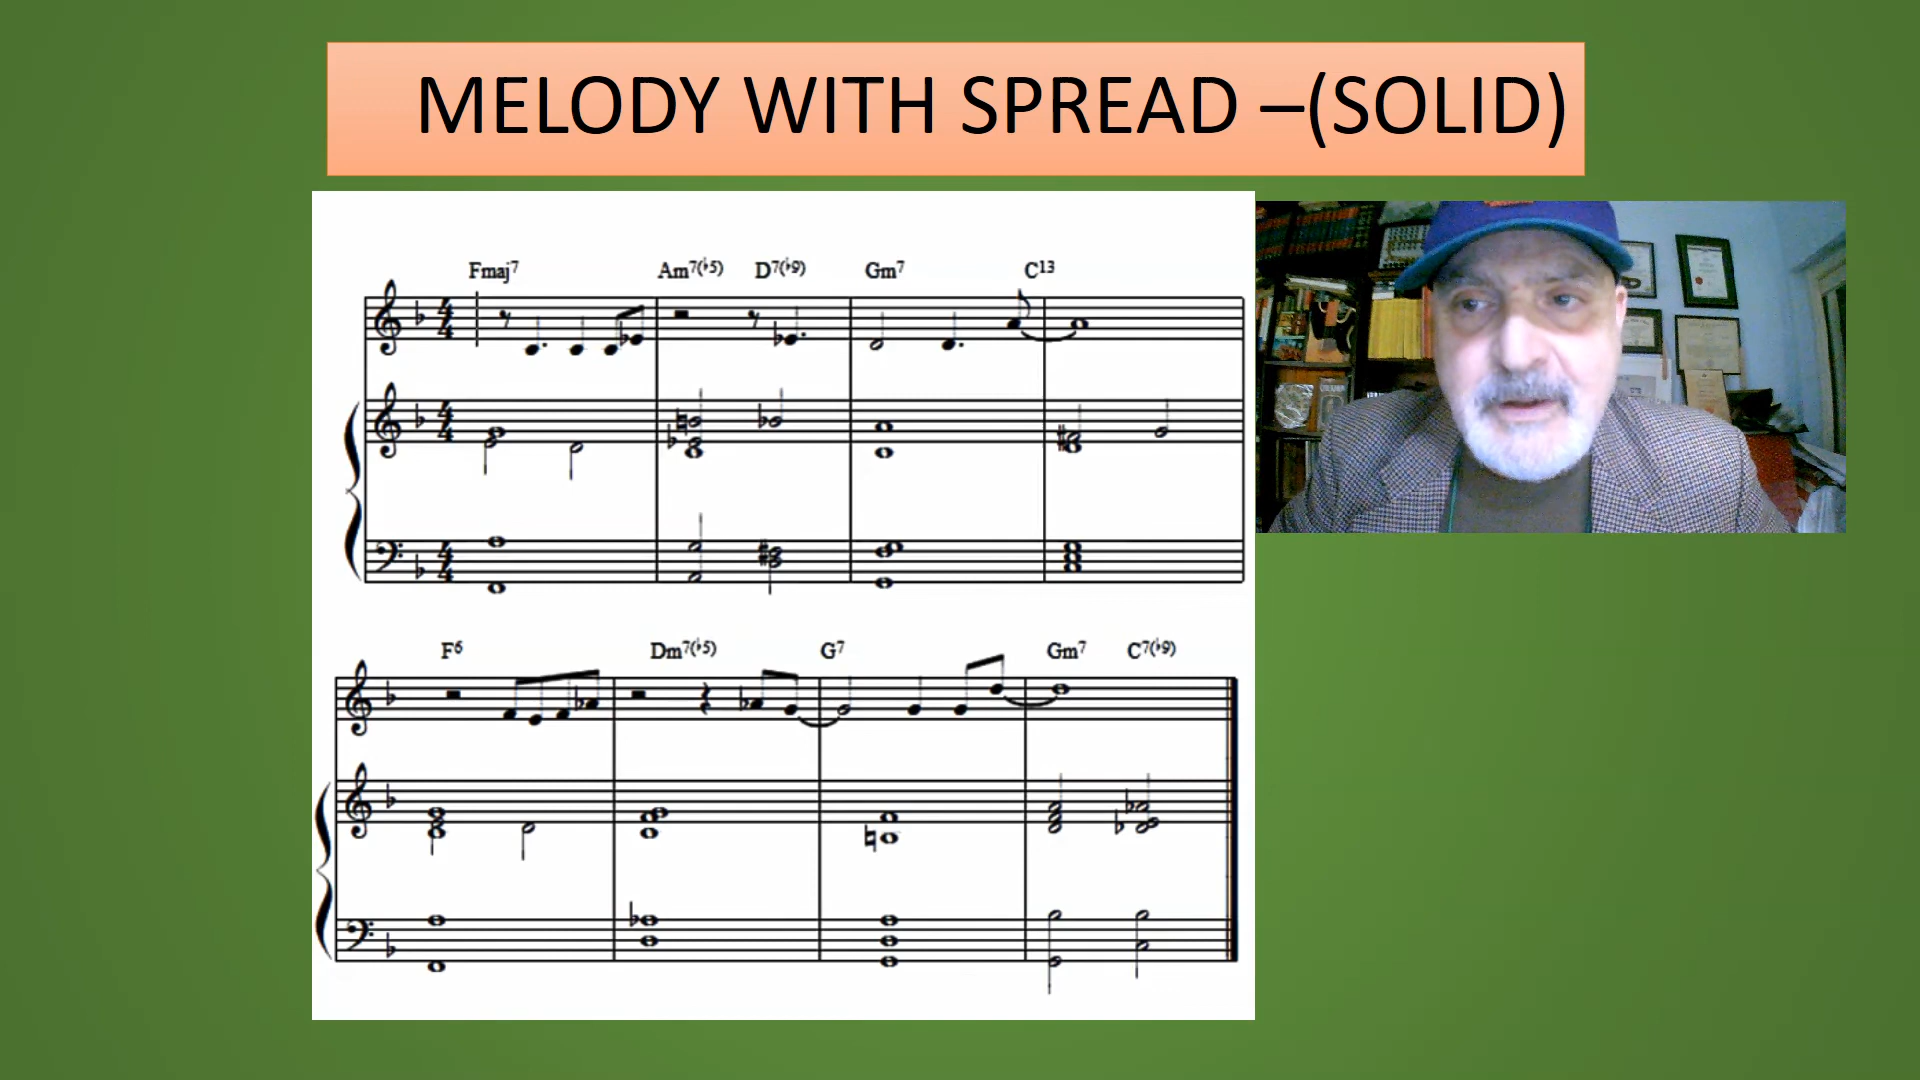 MELODY WITH SPREAD –(SOLID)
Fmaj7 Am7(♭5) D7(♭9) Gm7 C13
F6 Dm7(♭5) G7 Gm7 C7(♭9)